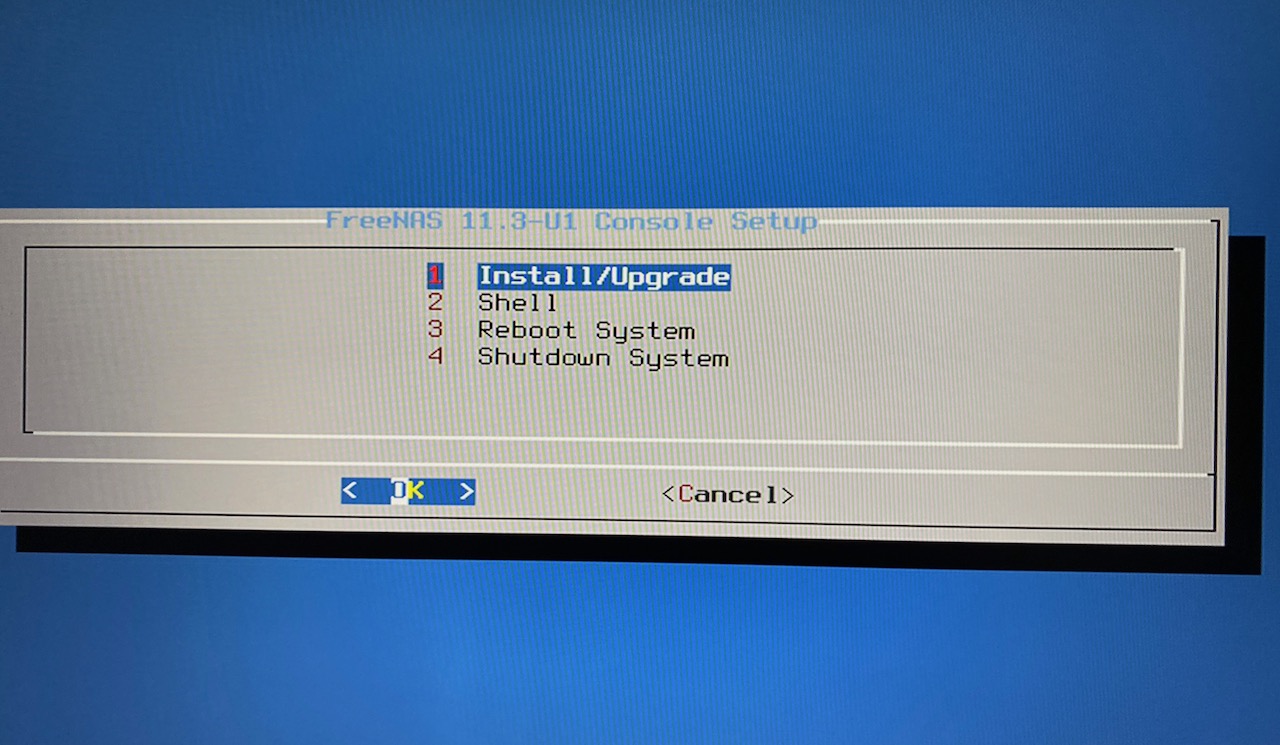 FreeNAS 11.3-U1 Console Setup
1 Install/Upgrade
2 Shell
3 Reboot System
4 Shutdown System
< OK > <Cancel>